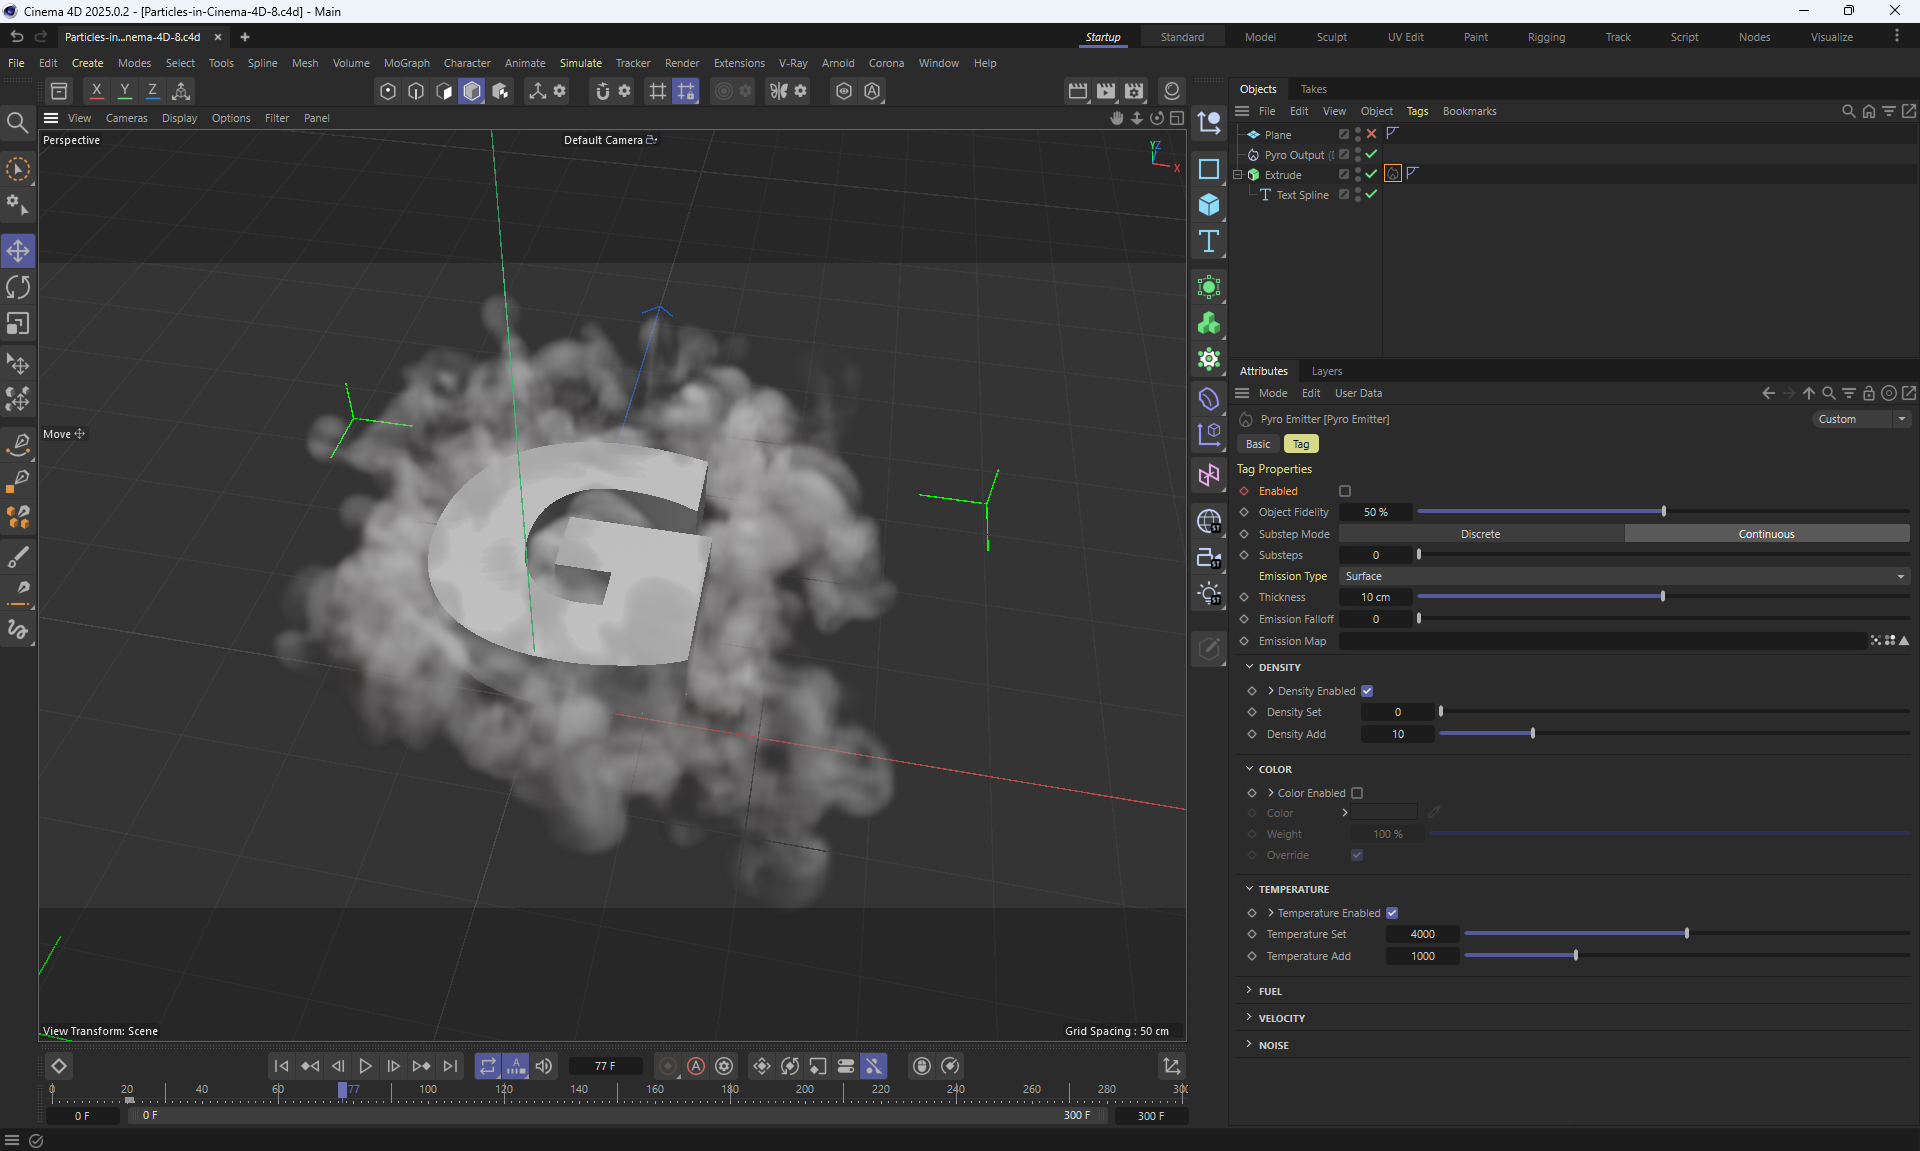 Cinema 4D 2025.0.2 - [Particles-in-Cinema-4D-8.c4d] - Main
Particles-in...nema-4D-8.c4d
Startup Standard Model Sculpt UV Edit Paint Rigging Track Script Nodes Visualize
File Edit Create Modes Select Tools Spline Mesh Volume MoGraph Character Animate Simulate Tracker Render Extensions V-Ray Arnold Corona Window Help
X Y Z
View Cameras Display Options Filter Panel
Perspective
Default Camera
Y Z
X
Move
G
View Transform: Scene
Grid Spacing : 50 cm
Objects Takes
File Edit View Object Tags Bookmarks
Plane
Pyro Output
Extrude
Text Spline
Attributes Layers
Mode Edit User Data
Pyro Emitter [Pyro Emitter]
Custom
Basic Tag
Tag Properties
Enabled
Object Fidelity 50 %
Substep Mode Discrete Continuous
Substeps 0
Emission Type Surface
Thickness 10 cm
Emission Falloff 0
Emission Map
DENSITY
Density Enabled
Density Set 0
Density Add 10
COLOR
Color Enabled
Color
Weight 100 %
Override
TEMPERATURE
Temperature Enabled
Temperature Set 4000
Temperature Add 1000
FUEL
VELOCITY
NOISE
77 F
0 20 40 60 77 100 120 140 160 180 200 220 240 260 280 300
0 F 0 F 300 F 300 F